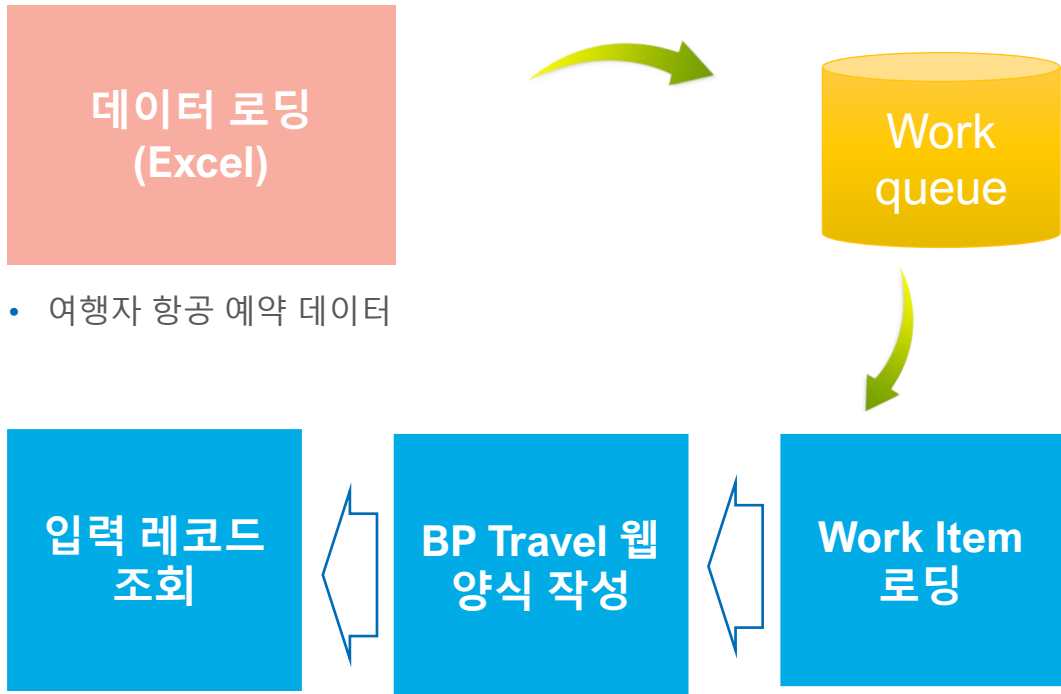 데이터 로딩
(Excel)
Work
queue
• 여행자 항공 예약 데이터
입력 레코드
조회
BP Travel 웹
양식 작성
Work Item
로딩